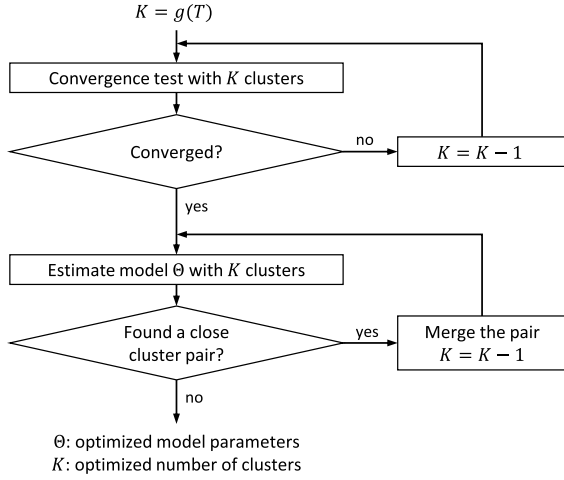 K = g(T)
Convergence test with K clusters
Converged?
no
K = K − 1
yes
Estimate model Θ with K clusters
Found a close
cluster pair?
yes
Merge the pair
K = K − 1
no
Θ: optimized model parameters
K: optimized number of clusters